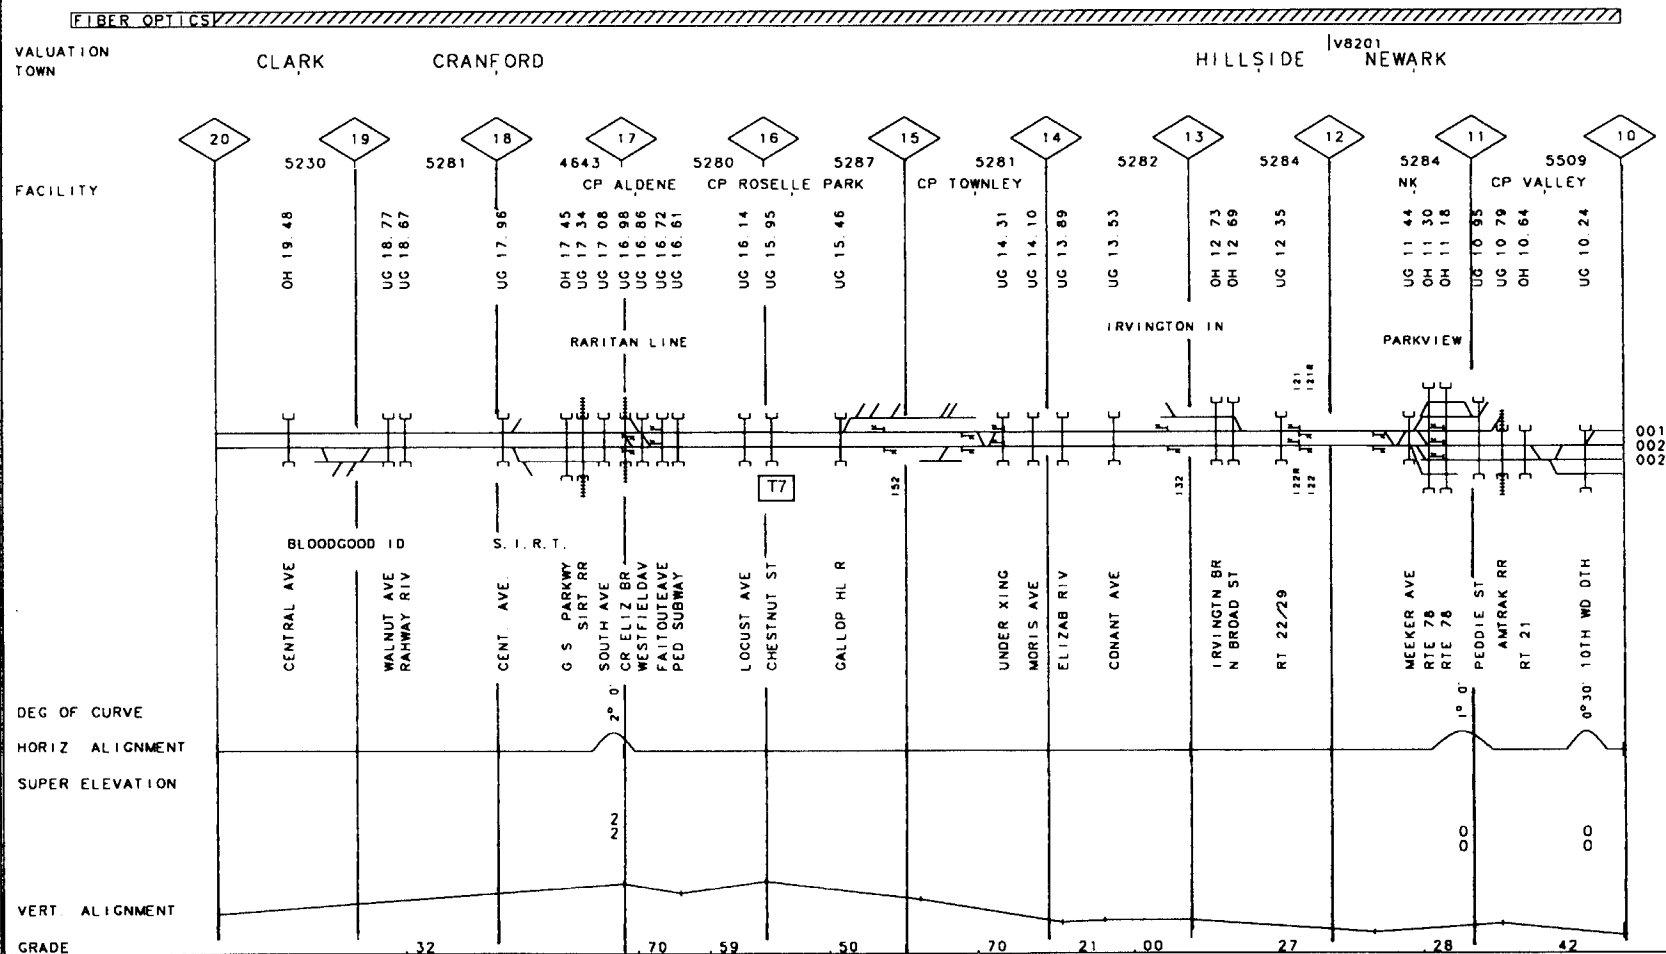 FIBER OPTICS
V8201
VALUATION
TOWN CLARK CRANFORD HILLSIDE NEWARK
20 19 18 17 16 15 14 13 12 11 10
5230 5281 4643 5280 5287 5281 5282 5284 5284 5509
FACILITY CP ALDENE CP ROSELLE PARK CP TOWNLEY NK CP VALLEY
OH 19.48
UG 18.77
UG 18.67
UG 17.96
OH 17 45
UG 17 34
UG 17 08
UG 16.98
UG 16.86
UG 16.72
UG 16.61
UG 16.14
UG 15.95
UG 15.46
UG 14.31
UG 14.10
UG 13.89
UG 13.53
OH 12 73
OH 12 69
UG 12 35
UG 11 44
OH 11 30
OH 11 18
UG 10 95
UG 10 79
OH 10.64
UG 10.24
IRVINGTON IN
RARITAN LINE PARKVIEW
121
121R
001
002
002
T7
152
132
122R
122
BLOODGOOD ID S.I.R.T.
CENTRAL AVE
WALNUT AVE
RAHWAY RIV
CENT. AVE.
G S PARKWY
SIRT RR
SOUTH AVE
CR ELIZ BR
WESTFIELDAV
FAITOUTEAVE
PED SUBWAY
LOCUST AVE
CHESTNUT ST
GALLOP HL R
UNDER XING
MORIS AVE
ELIZAB RIV
CONANT AVE
IRVINGTN BR
N BROAD ST
RT 22/29
MEEKER AVE
RTE 78
RTE 78
PEDDIE ST
AMTRAK RR
RT 21
10TH WD DTH
DEG OF CURVE 2° 0' 1° 0' 0°30'
HORIZ ALIGNMENT
SUPER ELEVATION
2 0 0
2 0 0
VERT. ALIGNMENT
GRADE .32 .70 .59 .50 .70 21 .00 27 .28 42